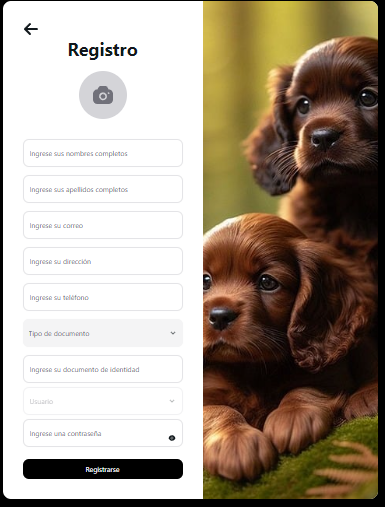 Registro
Ingrese sus nombres completos
Ingrese sus apellidos completos
Ingrese su correo
Ingrese su dirección
Ingrese su teléfono
Tipo de documento
Ingrese su documento de identidad
Usuario
Ingrese una contraseña
Registrarse